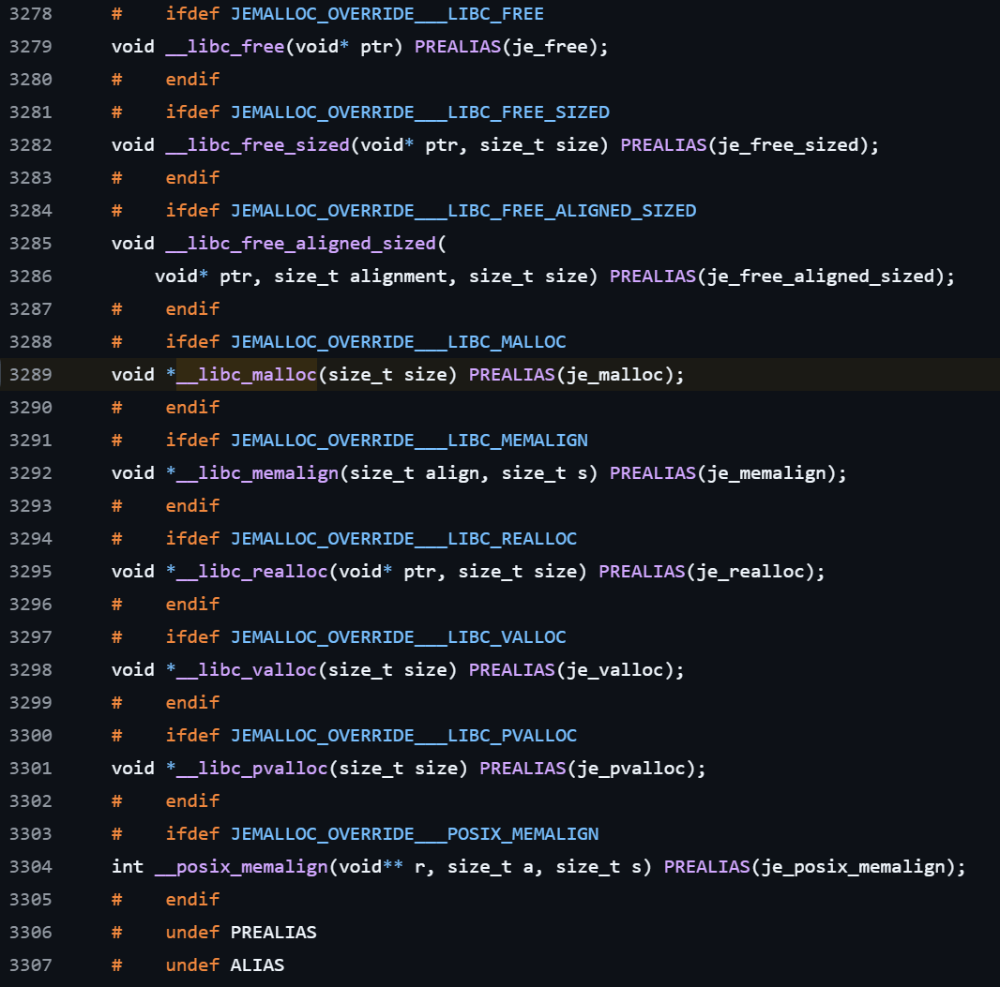 3278 #    ifdef JEMALLOC_OVERRIDE___LIBC_FREE
3279 void __libc_free(void* ptr) PREALIAS(je_free);
3280 #    endif
3281 #    ifdef JEMALLOC_OVERRIDE___LIBC_FREE_SIZED
3282 void __libc_free_sized(void* ptr, size_t size) PREALIAS(je_free_sized);
3283 #    endif
3284 #    ifdef JEMALLOC_OVERRIDE___LIBC_FREE_ALIGNED_SIZED
3285 void __libc_free_aligned_sized(
3286     void* ptr, size_t alignment, size_t size) PREALIAS(je_free_aligned_sized);
3287 #    endif
3288 #    ifdef JEMALLOC_OVERRIDE___LIBC_MALLOC
3289 void *__libc_malloc(size_t size) PREALIAS(je_malloc);
3290 #    endif
3291 #    ifdef JEMALLOC_OVERRIDE___LIBC_MEMALIGN
3292 void *__libc_memalign(size_t align, size_t s) PREALIAS(je_memalign);
3293 #    endif
3294 #    ifdef JEMALLOC_OVERRIDE___LIBC_REALLOC
3295 void *__libc_realloc(void* ptr, size_t size) PREALIAS(je_realloc);
3296 #    endif
3297 #    ifdef JEMALLOC_OVERRIDE___LIBC_VALLOC
3298 void *__libc_valloc(size_t size) PREALIAS(je_valloc);
3299 #    endif
3300 #    ifdef JEMALLOC_OVERRIDE___LIBC_PVALLOC
3301 void *__libc_pvalloc(size_t size) PREALIAS(je_pvalloc);
3302 #    endif
3303 #    ifdef JEMALLOC_OVERRIDE___POSIX_MEMALIGN
3304 int __posix_memalign(void** r, size_t a, size_t s) PREALIAS(je_posix_memalign);
3305 #    endif
3306 #    undef PREALIAS
3307 #    undef ALIAS